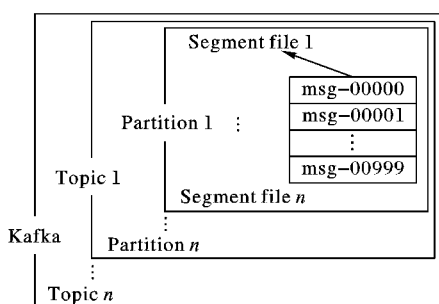 Segment file 1
msg-00000
msg-00001
Partition 1
⋮
⋮
Topic 1
msg-00999
Segment file n
⋮
Kafka
Partition n
⋮
Topic n